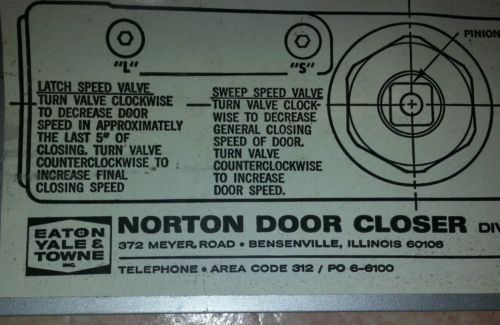 PINION
"L"
"S"
LATCH SPEED VALVE
TURN VALVE CLOCKWISE
TO DECREASE DOOR
SPEED IN APPROXIMATELY
THE LAST 5" OF
CLOSING. TURN VALVE
COUNTERCLOCKWISE TO
INCREASE FINAL
CLOSING SPEED
SWEEP SPEED VALVE
TURN VALVE CLOCK-
WISE TO DECREASE
GENERAL CLOSING
SPEED OF DOOR.
TURN VALVE
COUNTERCLOCKWISE
TO INCREASE
DOOR SPEED.
EATON
YALE &
TOWNE
INC.
NORTON DOOR CLOSER DIV
372 MEYER ROAD • BENSENVILLE, ILLINOIS 60106
TELEPHONE • AREA CODE 312 / PO 6-6100